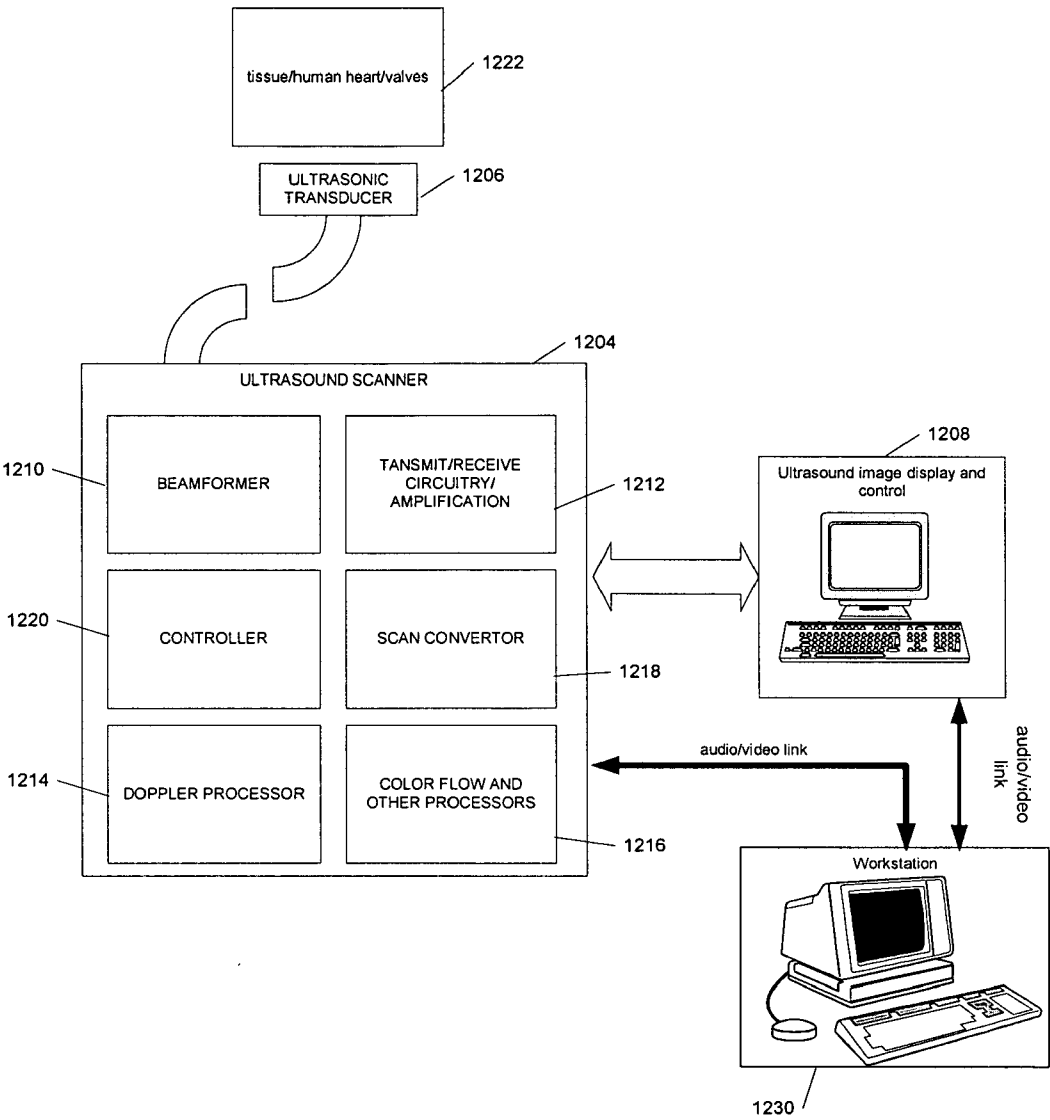 tissue/human heart/valves
1222
ULTRASONIC
TRANSDUCER
1206
1204
ULTRASOUND SCANNER
1210
BEAMFORMER
TANSMIT/RECEIVE
CIRCUITRY/
AMPLIFICATION
1212
1208
Ultrasound image display and
control
1220
CONTROLLER
SCAN CONVERTOR
1218
audio/video link
audio/video
link
1214
DOPPLER PROCESSOR
COLOR FLOW AND
OTHER PROCESSORS
1216
Workstation
1230